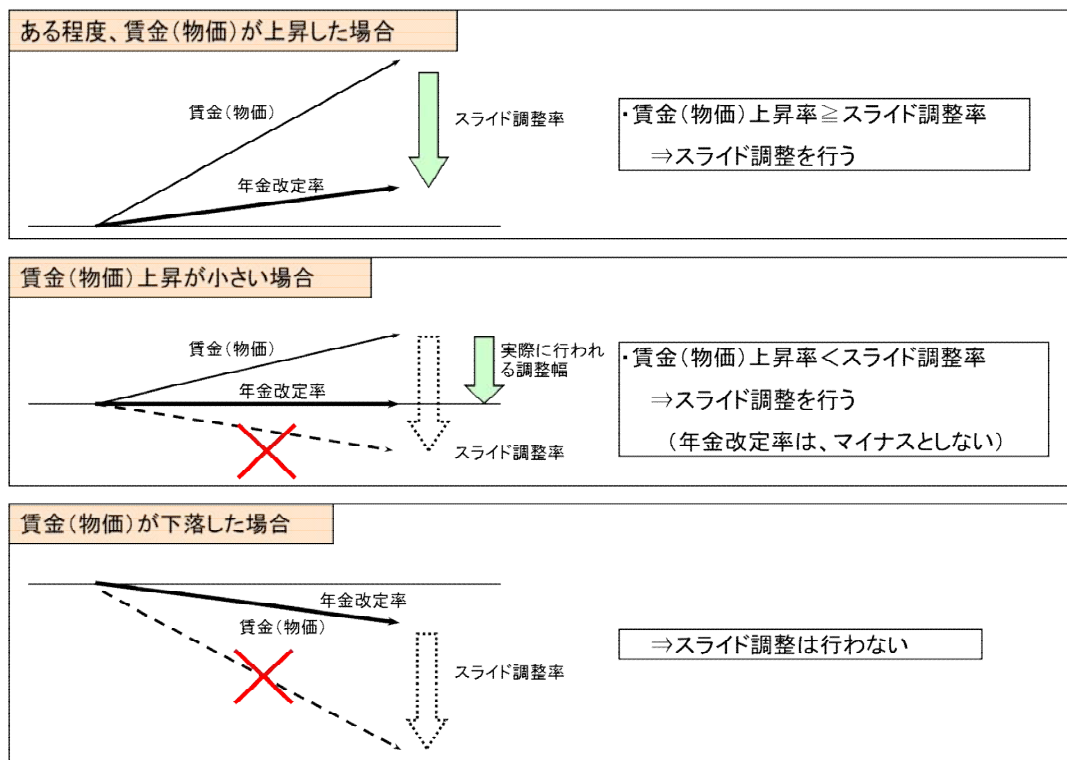 ある程度、賃金(物価)が上昇した場合
賃金(物価)
スライド調整率
年金改定率
・賃金(物価)上昇率≧スライド調整率
⇒スライド調整を行う
賃金(物価)上昇が小さい場合
賃金(物価)
年金改定率
実際に行われ
る調整幅
スライド調整率
・賃金(物価)上昇率<スライド調整率
⇒スライド調整を行う
(年金改定率は、マイナスとしない)
賃金(物価)が下落した場合
年金改定率
賃金(物価)
スライド調整率
⇒スライド調整は行わない